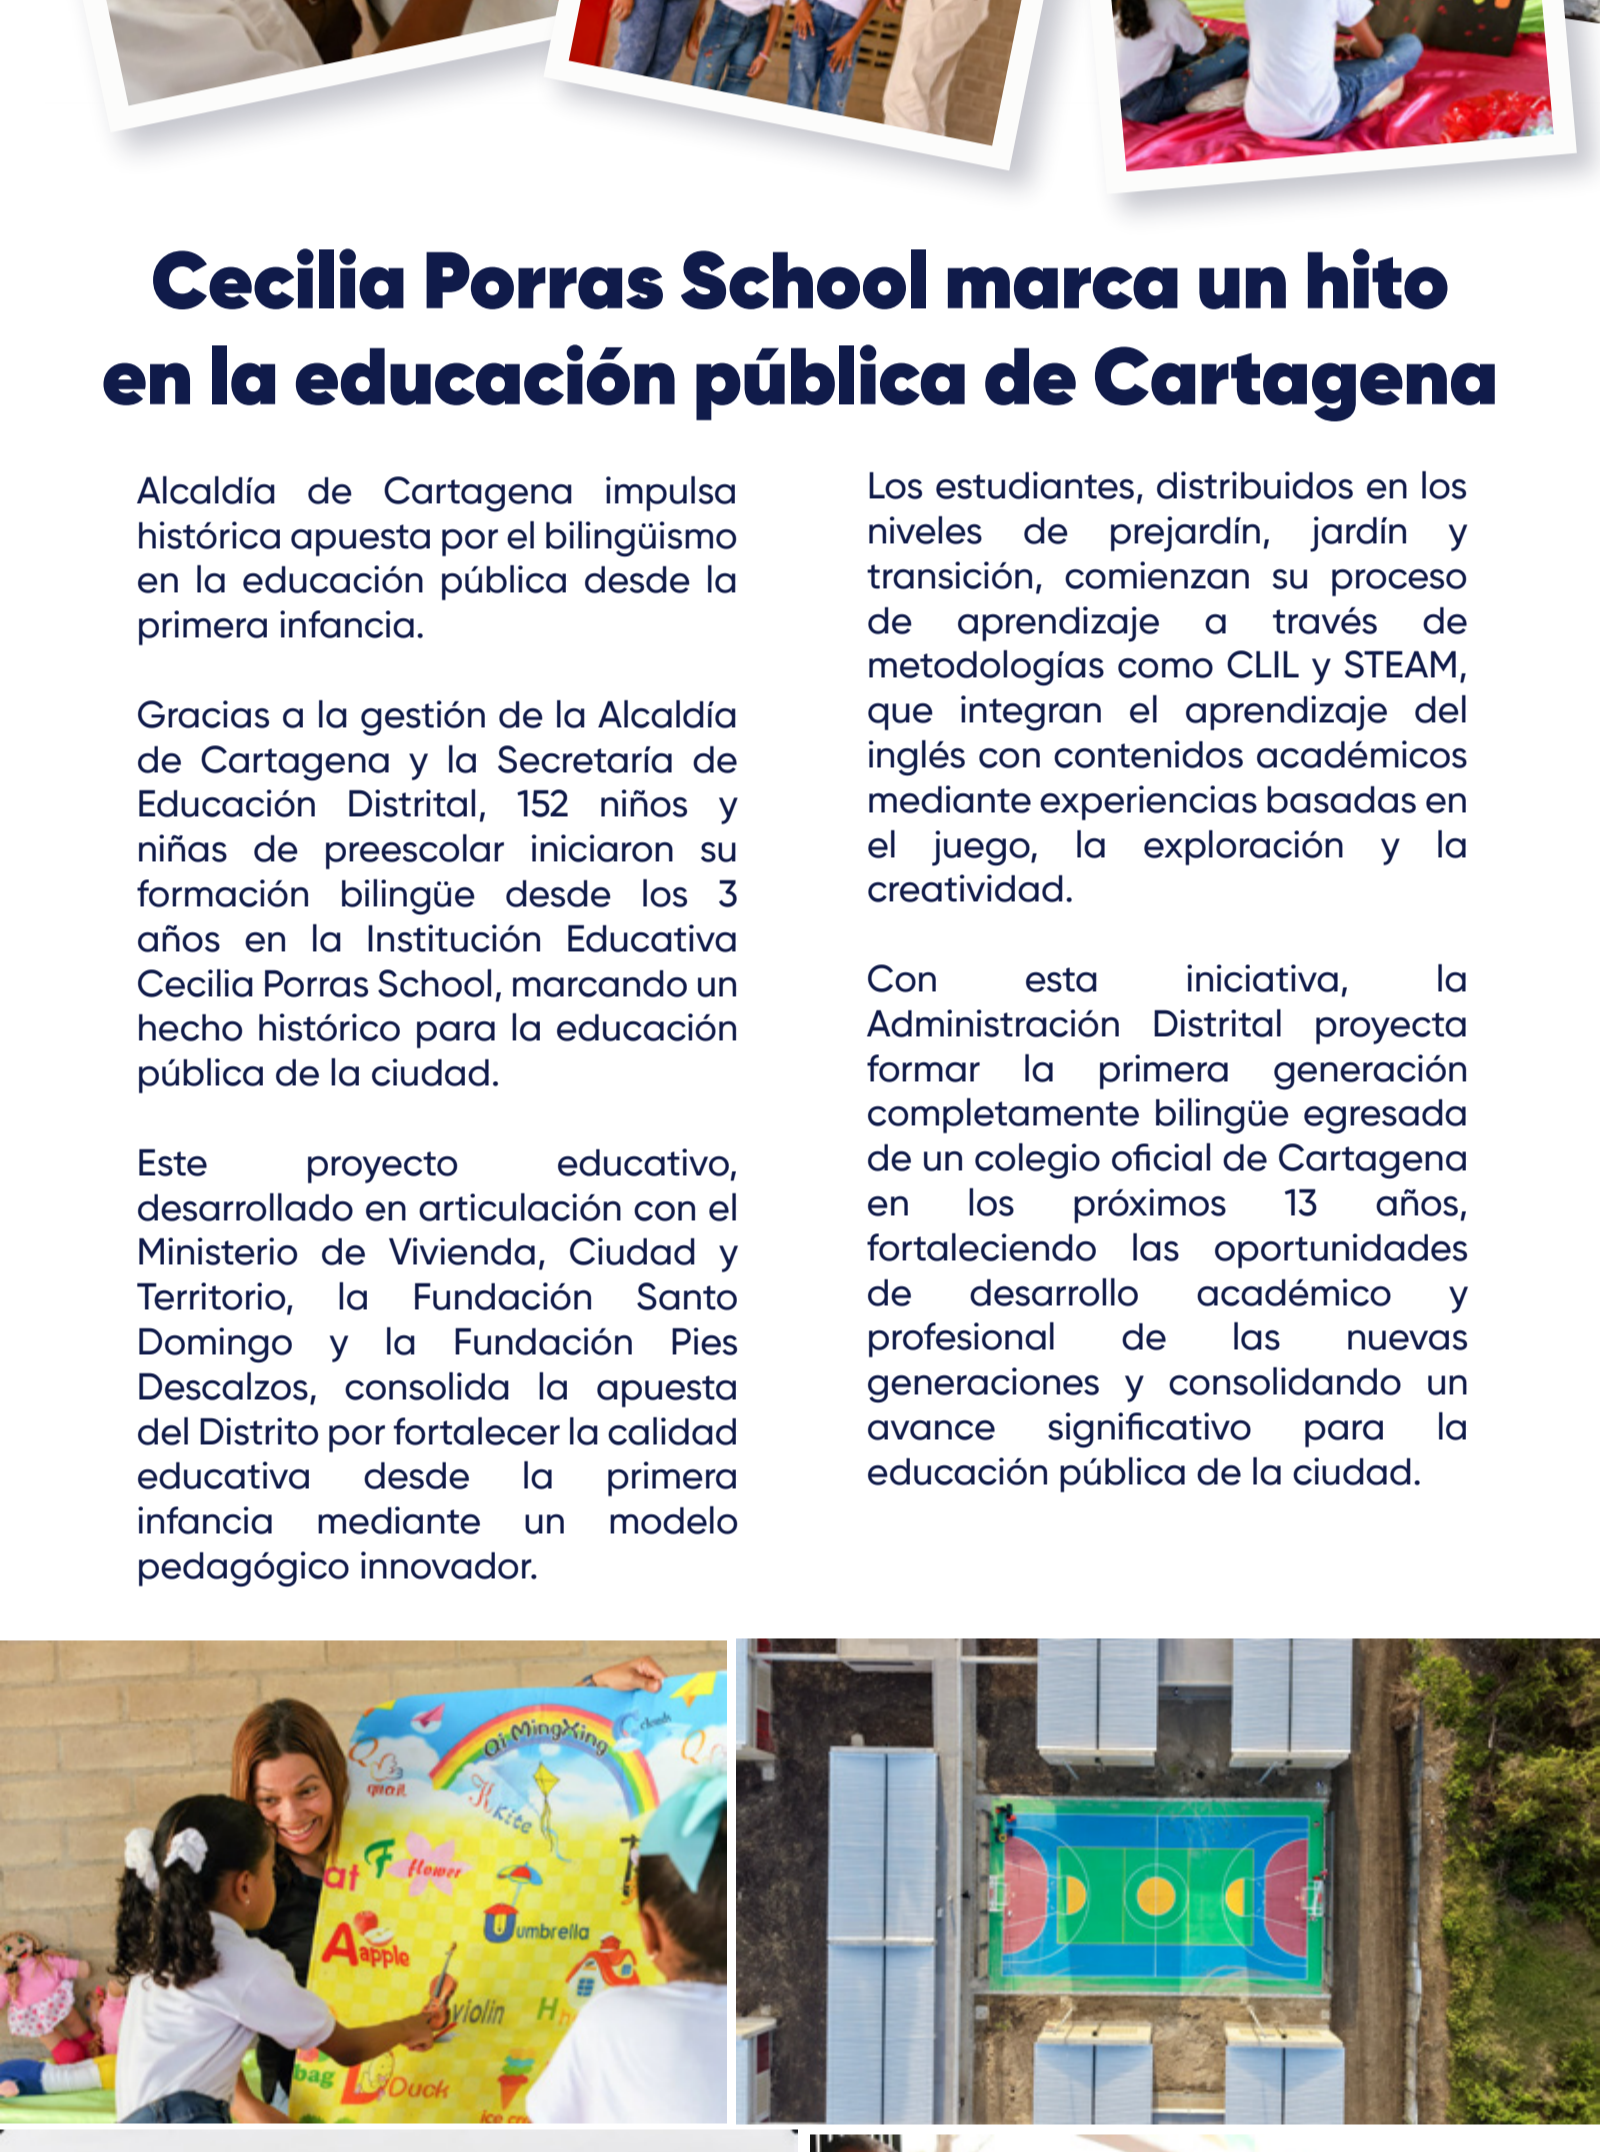 Cecilia Porras School marca un hito
en la educación pública de Cartagena
Alcaldía de Cartagena impulsa
histórica apuesta por el bilingüismo
en la educación pública desde la
primera infancia.
Gracias a la gestión de la Alcaldía
de Cartagena y la Secretaría de
Educación Distrital, 152 niños y
niñas de preescolar iniciaron su
formación bilingüe desde los 3
años en la Institución Educativa
Cecilia Porras School, marcando un
hecho histórico para la educación
pública de la ciudad.
Este proyecto educativo,
desarrollado en articulación con el
Ministerio de Vivienda, Ciudad y
Territorio, la Fundación Santo
Domingo y la Fundación Pies
Descalzos, consolida la apuesta
del Distrito por fortalecer la calidad
educativa desde la primera
infancia mediante un modelo
pedagógico innovador.
Los estudiantes, distribuidos en los
niveles de prejardín, jardín y
transición, comienzan su proceso
de aprendizaje a través de
metodologías como CLIL y STEAM,
que integran el aprendizaje del
inglés con contenidos académicos
mediante experiencias basadas en
el juego, la exploración y la
creatividad.
Con esta iniciativa, la
Administración Distrital proyecta
formar la primera generación
completamente bilingüe egresada
de un colegio oficial de Cartagena
en los próximos 13 años,
fortaleciendo las oportunidades
de desarrollo académico y
profesional de las nuevas
generaciones y consolidando un
avance significativo para la
educación pública de la ciudad.
Qi MingXing
C clouds
Q
quail
Q
K kite
at
F flower
U umbrella
A apple
violin
H
bag
L Duck
ice cre